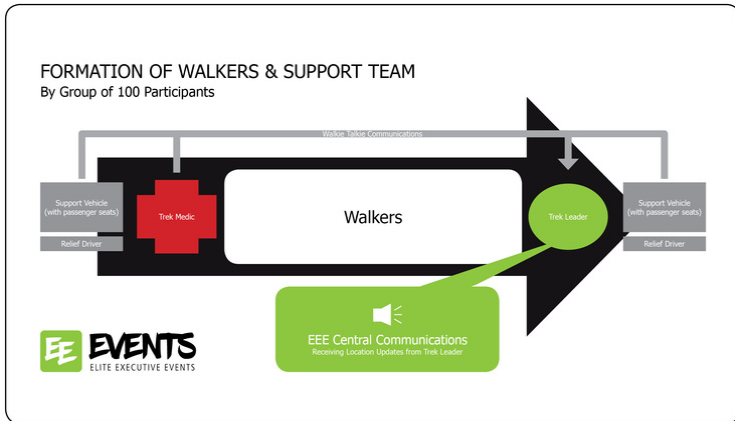 FORMATION OF WALKERS & SUPPORT TEAM
By Group of 100 Participants
Walkie Talkie Communications
Support Vehicle
(with passenger seats)
Relief Driver
Trek Medic
Walkers
Trek Leader
Support Vehicle
(with passenger seats)
Relief Driver
EEE Central Communications
Receiving Location Updates from Trek Leader
EE EVENTS
ELITE EXECUTIVE EVENTS